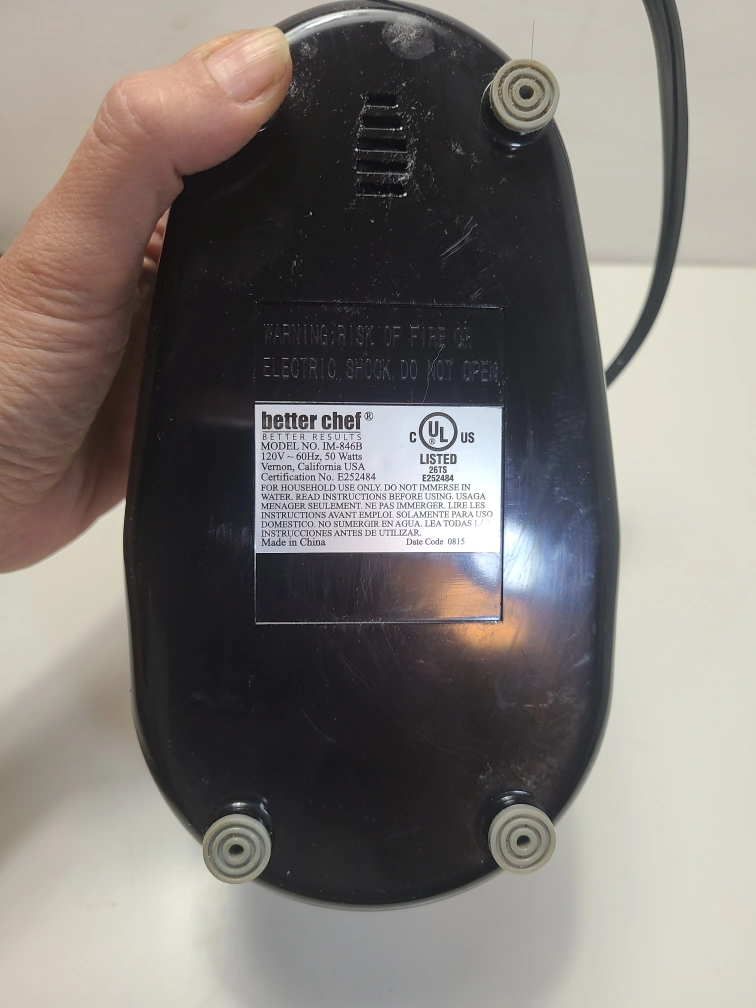 WARNING:RISK OF FIRE OR
ELECTRIC SHOCK, DO NOT OPEN
better chef®
BETTER RESULTS
MODEL NO. IM-846B
120V ~ 60Hz, 50 Watts
Vernon, California USA
Certification No. E252484
C UL® US
LISTED
26TS
E252484
FOR HOUSEHOLD USE ONLY. DO NOT IMMERSE IN
WATER. READ INSTRUCTIONS BEFORE USING. USAGA
MENAGER SEULEMENT. NE PAS IMMERGER. LIRE LES
INSTRUCTIONS AVANT EMPLOI. SOLAMENTE PARA USO
DOMESTICO. NO SUMERGIR EN AGUA. LEA TODAS L/
INSTRUCCIONES ANTES DE UTILIZAR.
Made in China Date Code 0815